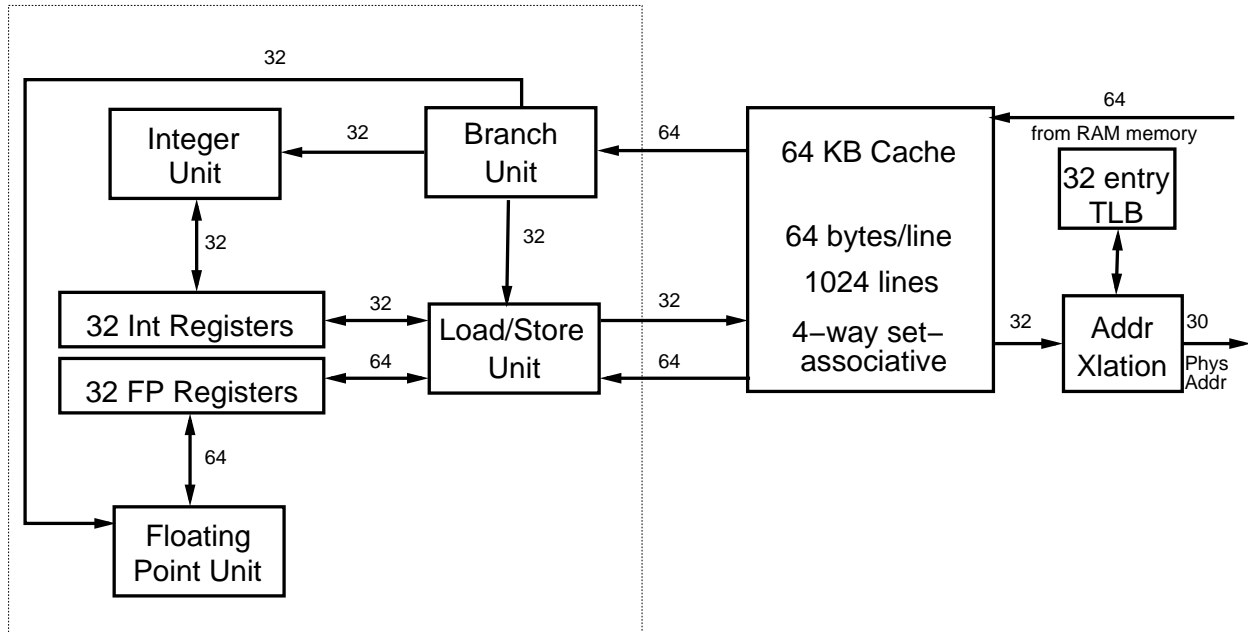 32
Integer
Unit
32
Branch
Unit
64
64 KB Cache
64 bytes/line
1024 lines
4–way set–
associative
64
from RAM memory
32 entry
TLB
32
32
32 Int Registers
32
Load/Store
Unit
32
32
Addr
Xlation
30
Phys
Addr
32 FP Registers
64
64
64
Floating
Point Unit